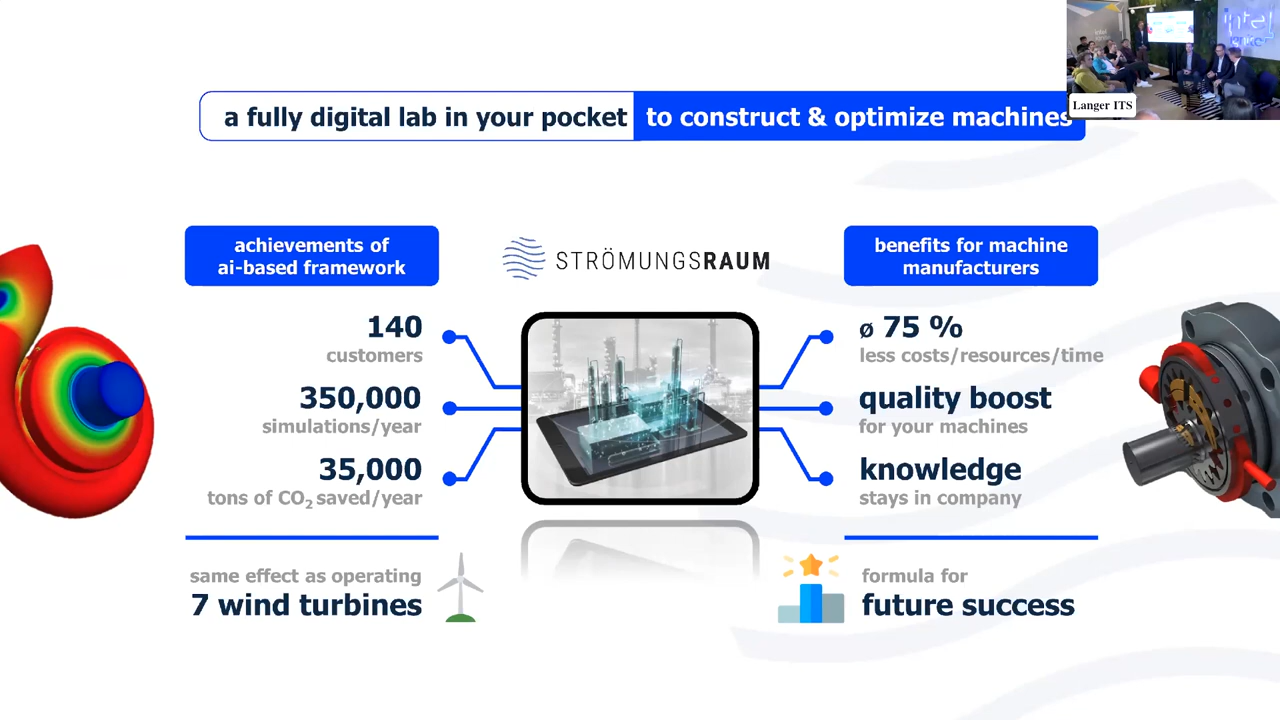 a fully digital lab in your pocket to construct & optimize machines
Langer ITS
intel
achievements of
ai-based framework
STRÖMUNGSRAUM
benefits for machine
manufacturers
140
customers
350,000
simulations/year
35,000
tons of CO₂ saved/year
ø 75 %
less costs/resources/time
quality boost
for your machines
knowledge
stays in company
same effect as operating
7 wind turbines
formula for
future success